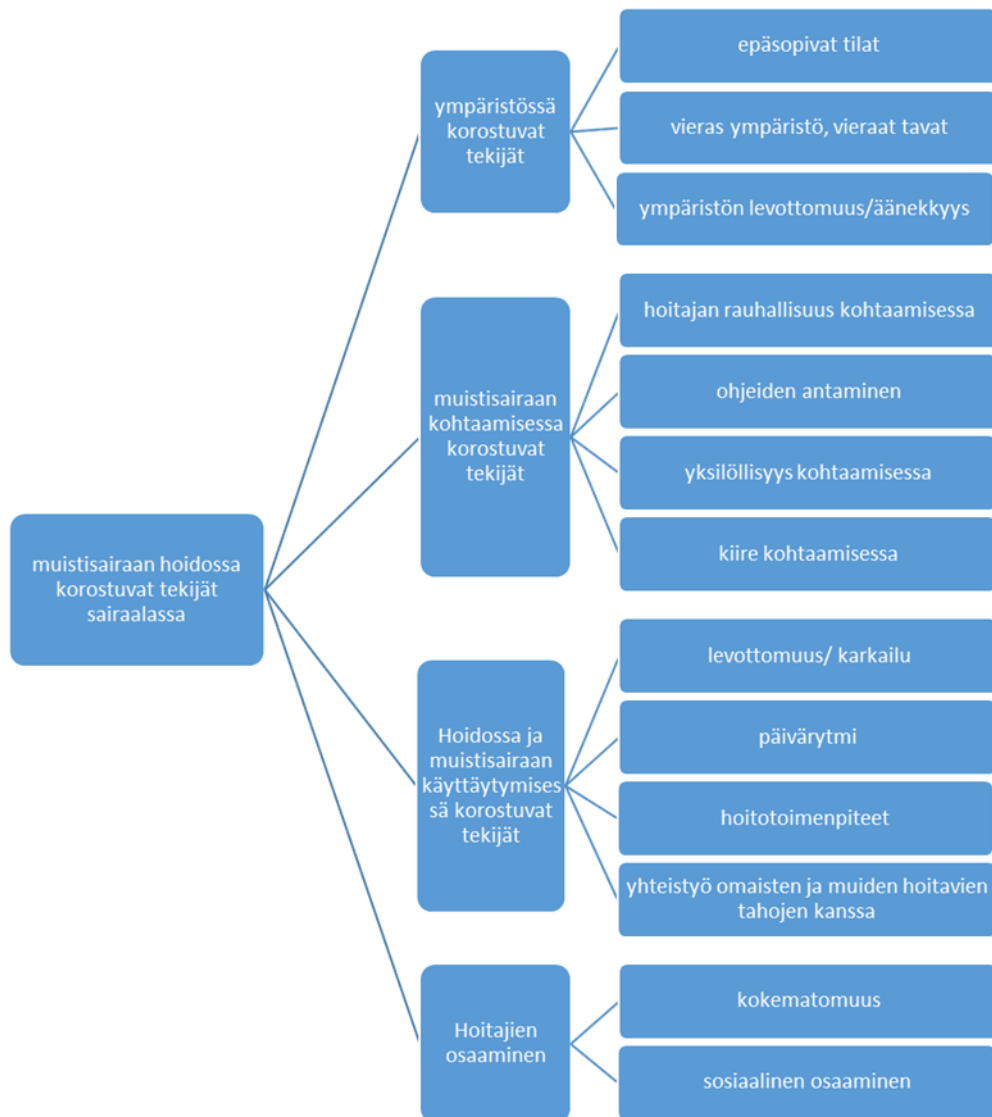 muistisairaan hoidossa
korostuvat tekijät
sairaalassa
ympäristössä
korostuvat
tekijät
epäsopivat tilat
vieras ympäristö, vieraat tavat
ympäristön levottomuus/äänekkyys
muistisairaan
kohtaamisessa
korostuvat
tekijät
hoitajan rauhallisuus kohtaamisessa
ohjeiden antaminen
yksilöllisyys kohtaamisessa
kiire kohtaamisessa
Hoidossa ja
muistisairaan
käyttäytymises
sä korostuvat
tekijät
levottomuus/ karkailu
päivärytmi
hoitotoimenpiteet
yhteistyö omaisten ja muiden hoitavien
tahojen kanssa
Hoitajien
osaaminen
kokemattomuus
sosiaalinen osaaminen